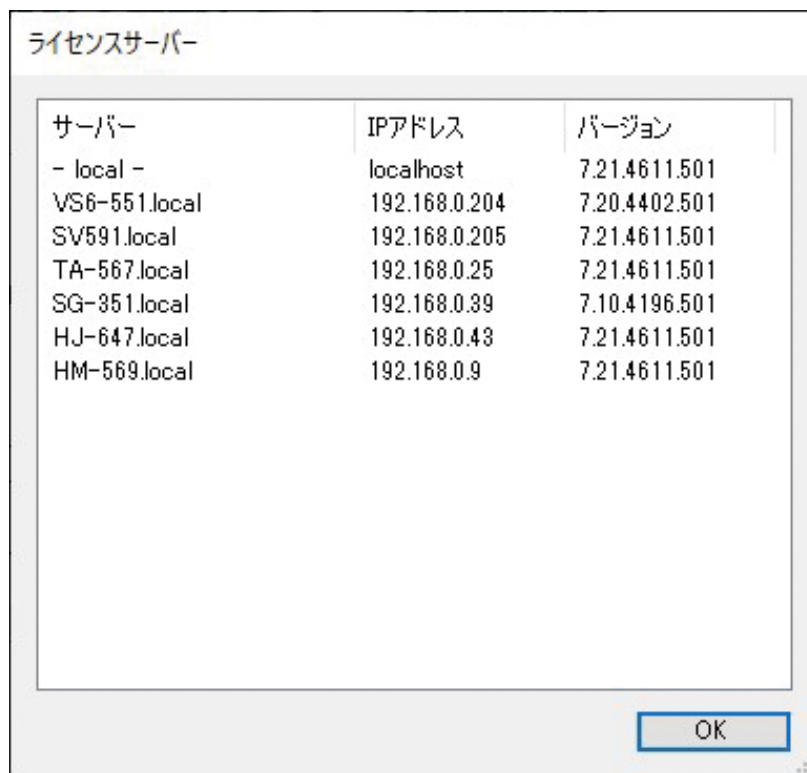 ライセンスサーバー
サーバー IPアドレス バージョン
- local - localhost 7.21.4611.501
VS6-551.local 192.168.0.204 7.20.4402.501
SV591.local 192.168.0.205 7.21.4611.501
TA-567.local 192.168.0.25 7.21.4611.501
SG-351.local 192.168.0.39 7.10.4196.501
HJ-647.local 192.168.0.43 7.21.4611.501
HM-569.local 192.168.0.9 7.21.4611.501
OK